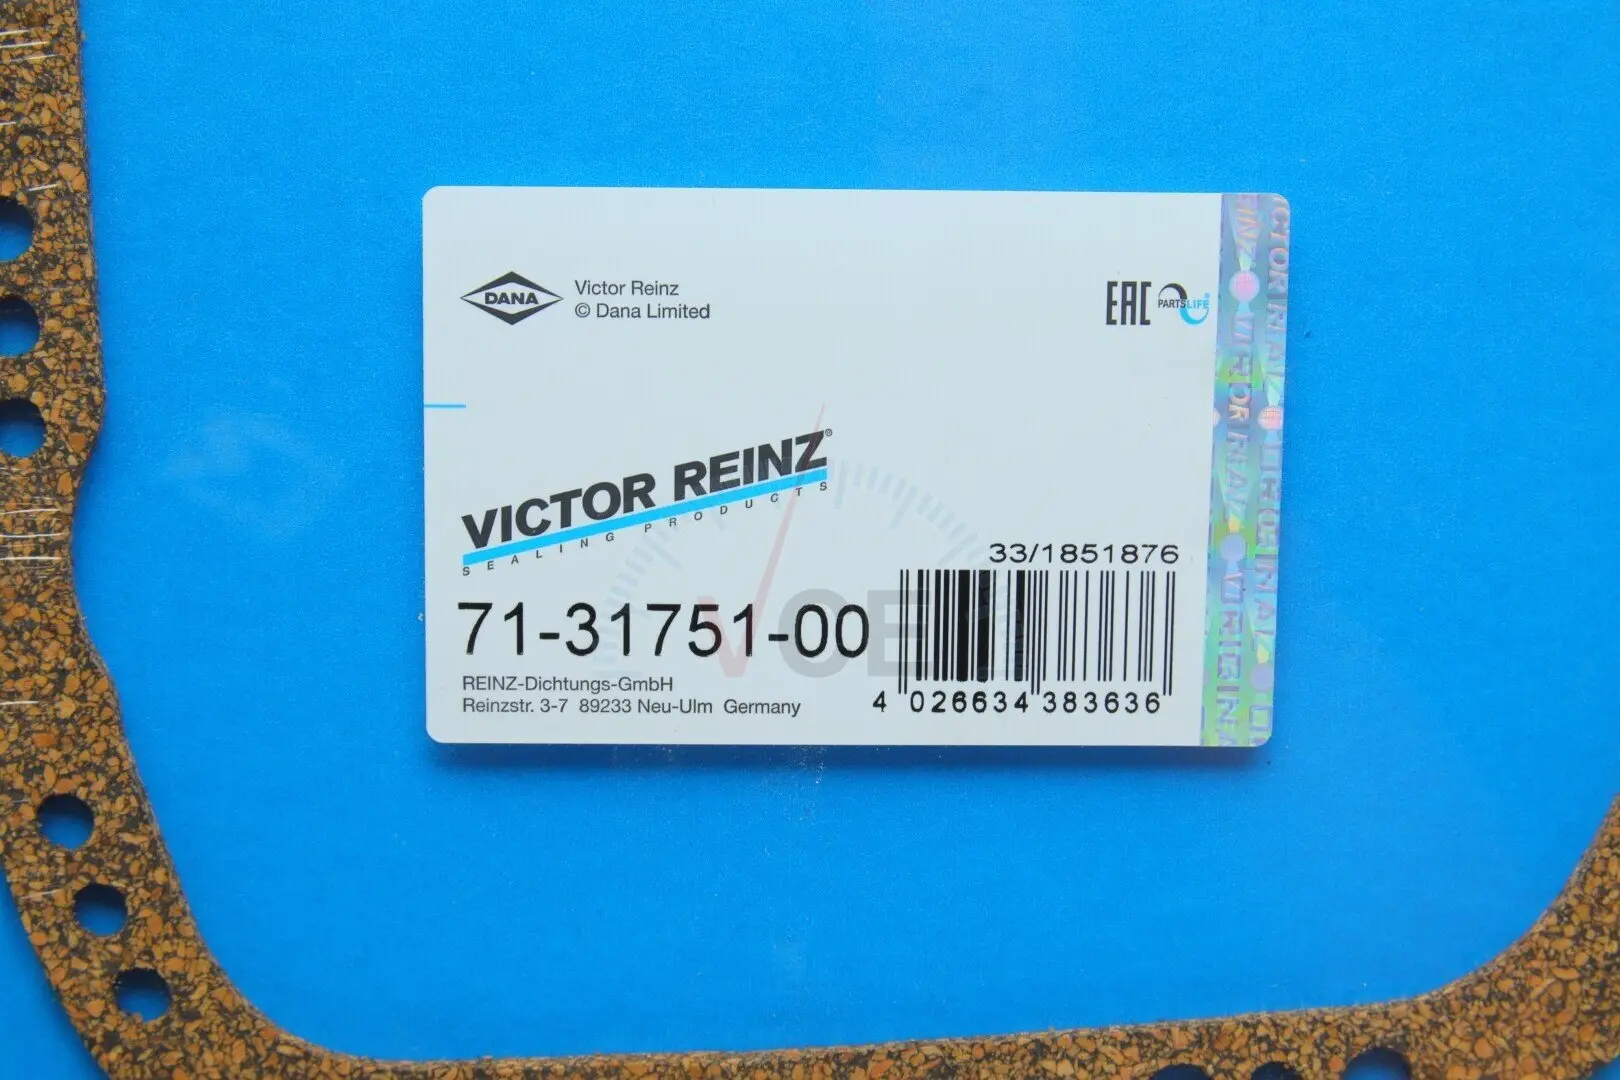 DANA
Victor Reinz
© Dana Limited
EAC
PARTSLIFE®
VICTOR REINZ®
SEALING PRODUCTS
33/1851876
71-31751-00
VOE
REINZ-Dichtungs-GmbH
Reinzstr. 3-7 89233 Neu-Ulm Germany
4 026634 383636